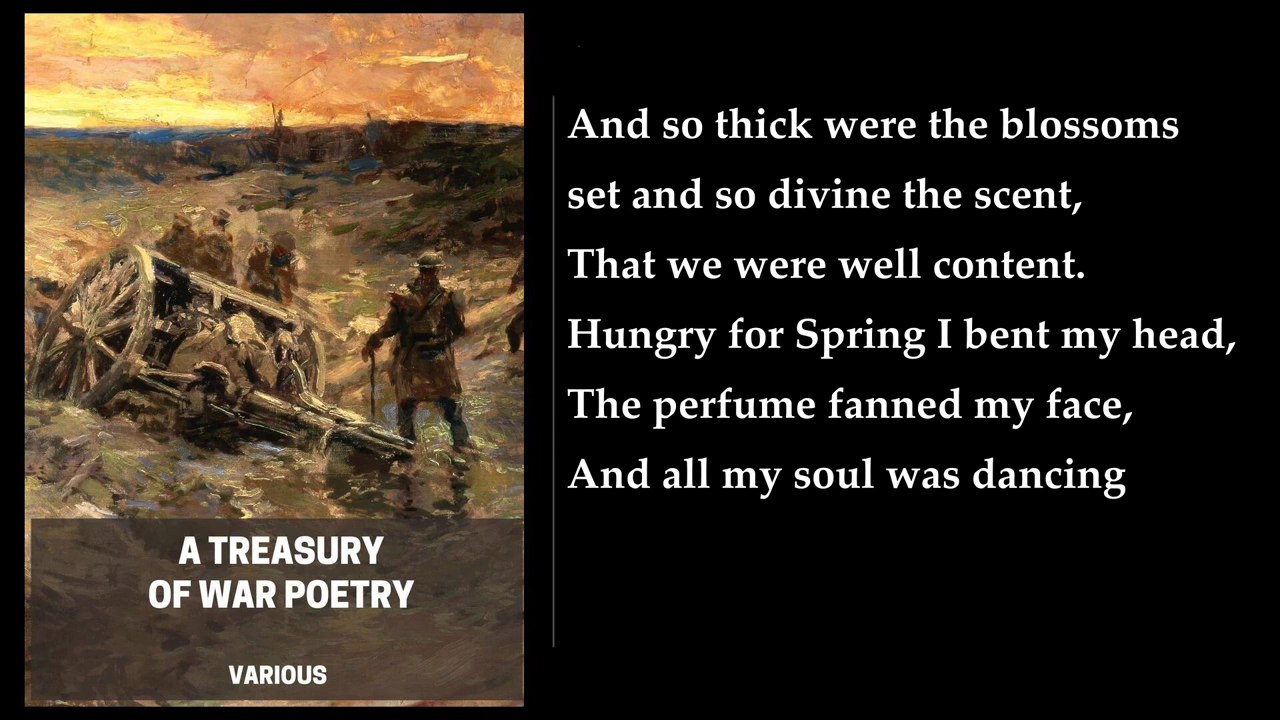 A TREASURY
OF WAR POETRY
VARIOUS
And so thick were the blossoms
set and so divine the scent,
That we were well content.
Hungry for Spring I bent my head,
The perfume fanned my face,
And all my soul was dancing